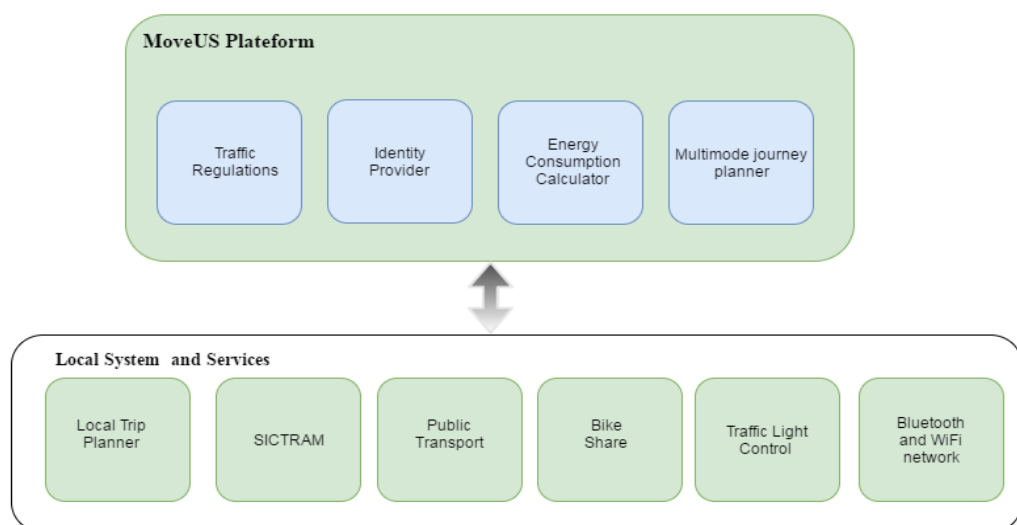 MoveUS Plateform
Traffic
Regulations
Identity
Provider
Energy
Consumption
Calculator
Multimode journey
planner
Local System and Services
Local Trip
Planner
SICTRAM
Public
Transport
Bike
Share
Traffic Light
Control
Bluetooth
and WiFi
network